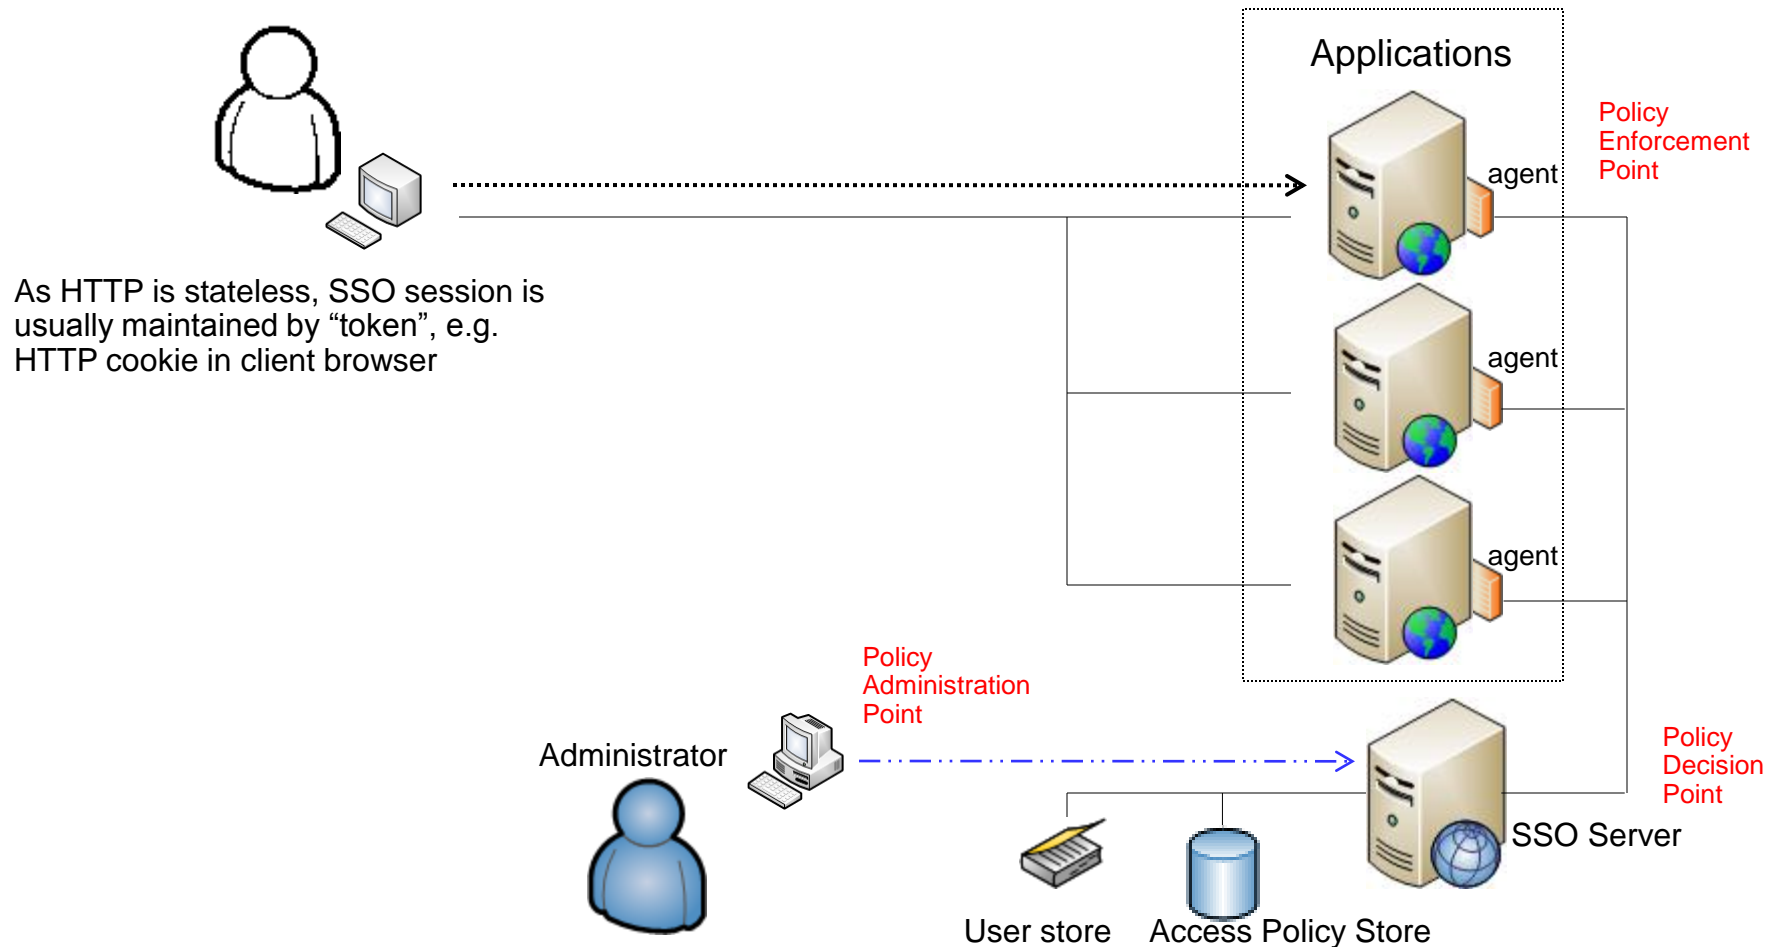 Applications
Policy
Enforcement
Point
agent
As HTTP is stateless, SSO session is
usually maintained by “token”, e.g.
HTTP cookie in client browser
agent
agent
Policy
Administration
Point
Administrator
Policy
Decision
Point
SSO Server
User store
Access Policy Store